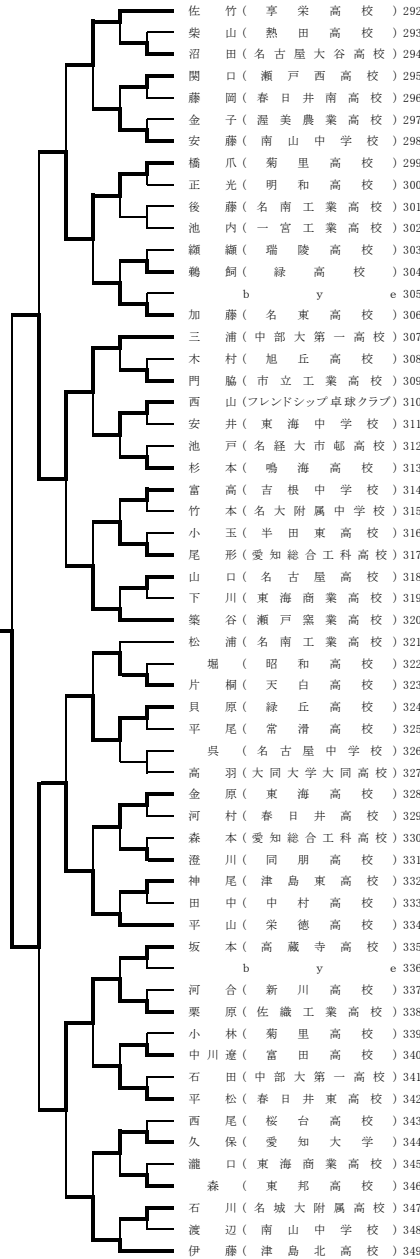 佐 竹 ( 享 栄 高 校 ) 292
柴 山 ( 熱 田 高 校 ) 293
沼 田 ( 名 古 屋 大 谷 高 校 ) 294
関 口 ( 瀬 戸 西 高 校 ) 295
藤 岡 ( 春 日 井 南 高 校 ) 296
金 子 ( 渥 美 農 業 高 校 ) 297
安 藤 ( 南 山 中 学 校 ) 298
橋 爪 ( 菊 里 高 校 ) 299
正 光 ( 明 和 高 校 ) 300
後 藤 ( 名 南 工 業 高 校 ) 301
池 内 ( 一 宮 工 業 高 校 ) 302
纐 纈 ( 瑞 陵 高 校 ) 303
鵜 飼 ( 緑 高 校 ) 304
b y e 305
加 藤 ( 名 東 高 校 ) 306
三 浦 ( 中 部 大 第 一 高 校 ) 307
木 村 ( 旭 丘 高 校 ) 308
門 脇 ( 市 立 工 業 高 校 ) 309
西 山 (フレンドシップ 卓 球 クラブ) 310
安 井 ( 東 海 中 学 校 ) 311
池 戸 ( 名 経 大 市 邨 高 校 ) 312
杉 本 ( 鳴 海 高 校 ) 313
富 高 ( 吉 根 中 学 校 ) 314
竹 本 ( 名 大 附 属 中 学 校 ) 315
小 玉 ( 半 田 東 高 校 ) 316
尾 形 ( 愛 知 総 合 工 科 高 校 ) 317
山 口 ( 名 古 屋 高 校 ) 318
下 川 ( 東 海 商 業 高 校 ) 319
築 谷 ( 瀬 戸 窯 業 高 校 ) 320
松 浦 ( 名 南 工 業 高 校 ) 321
堀 ( 昭 和 高 校 ) 322
片 桐 ( 天 白 高 校 ) 323
貝 原 ( 緑 丘 高 校 ) 324
平 尾 ( 常 滑 高 校 ) 325
呉 ( 名 古 屋 中 学 校 ) 326
高 羽 ( 大 同 大 学 大 同 高 校 ) 327
金 原 ( 東 海 高 校 ) 328
河 村 ( 春 日 井 高 校 ) 329
森 本 ( 愛 知 総 合 工 科 高 校 ) 330
澄 川 ( 同 朋 高 校 ) 331
神 尾 ( 津 島 東 高 校 ) 332
田 中 ( 中 村 高 校 ) 333
平 山 ( 栄 徳 高 校 ) 334
坂 本 ( 高 蔵 寺 高 校 ) 335
b y e 336
河 合 ( 新 川 高 校 ) 337
栗 原 ( 佐 織 工 業 高 校 ) 338
小 林 ( 菊 里 高 校 ) 339
中 川 遼 ( 富 田 高 校 ) 340
石 田 ( 中 部 大 第 一 高 校 ) 341
平 松 ( 春 日 井 東 高 校 ) 342
西 尾 ( 桜 台 高 校 ) 343
久 保 ( 愛 知 大 学 ) 344
瀧 口 ( 東 海 商 業 高 校 ) 345
森 ( 東 邦 高 校 ) 346
石 川 ( 名 城 大 附 属 高 校 ) 347
渡 辺 ( 南 山 中 学 校 ) 348
伊 藤 ( 津 島 北 高 校 ) 349